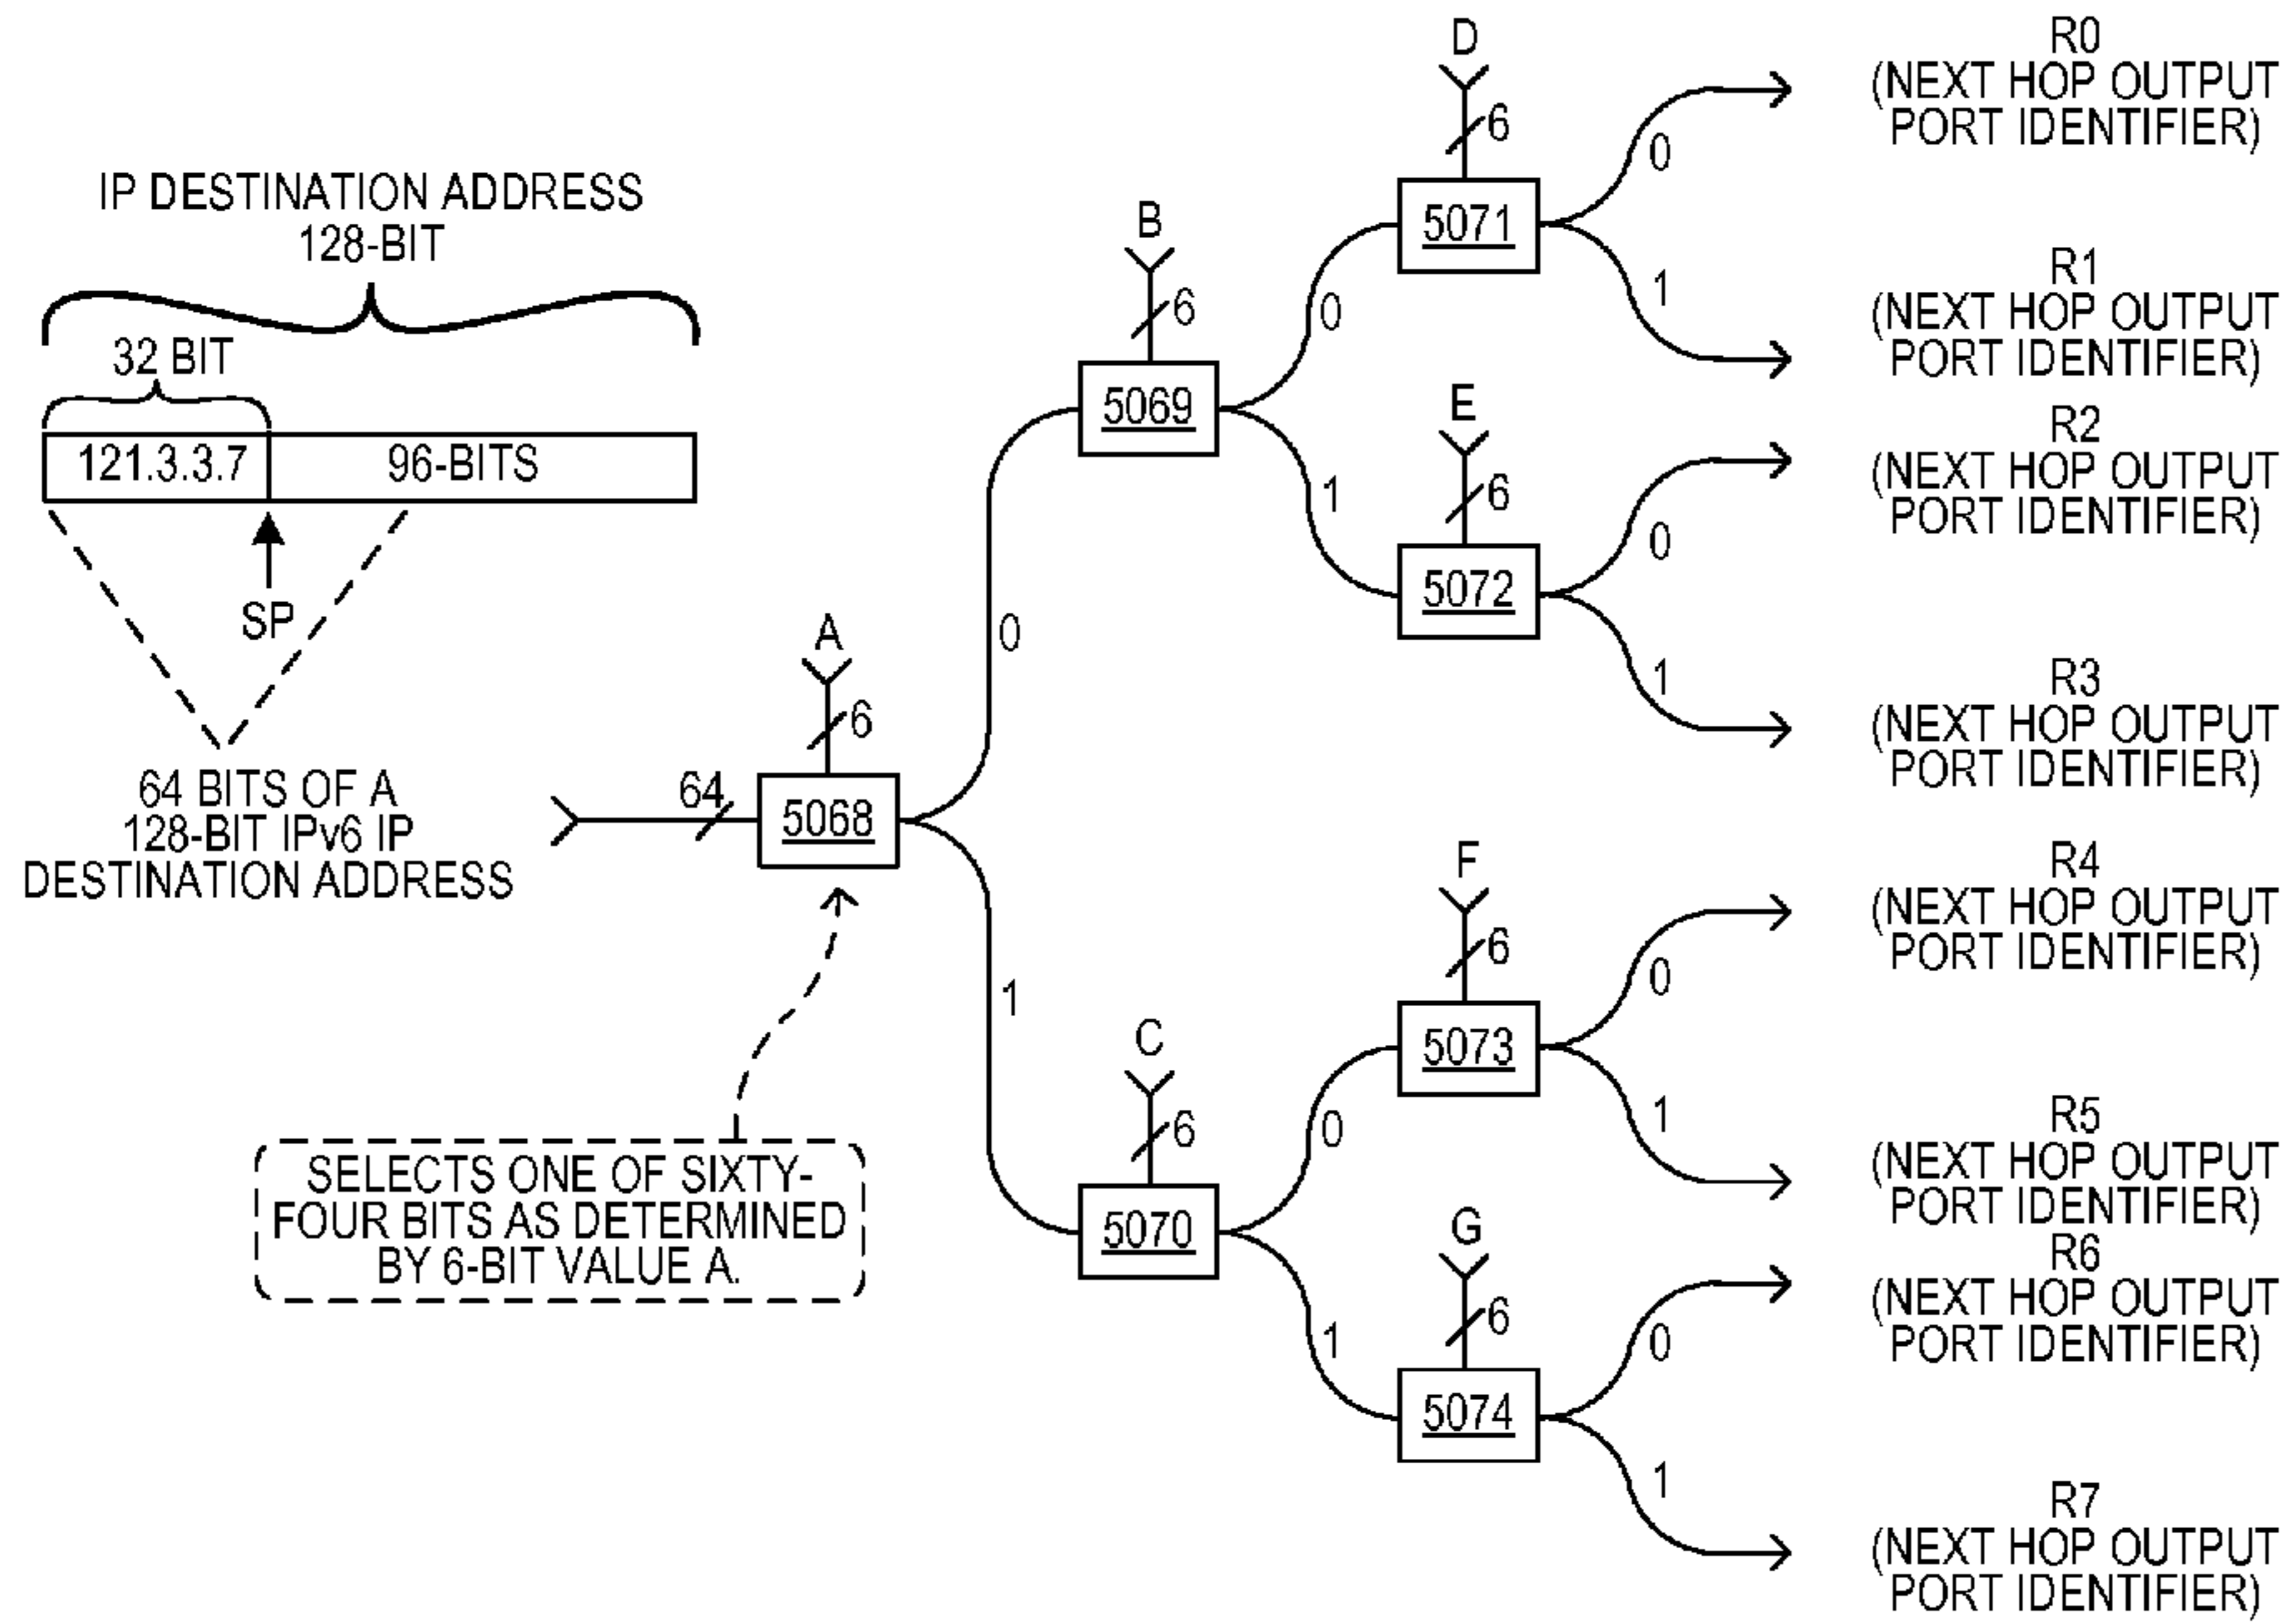 IP DESTINATION ADDRESS
128-BIT
32 BIT
121.3.3.7
96-BITS
SP
64 BITS OF A
128-BIT IPv6 IP
DESTINATION ADDRESS
64
A
6
5068
SELECTS ONE OF SIXTY-
FOUR BITS AS DETERMINED
BY 6-BIT VALUE A.
0
1
B
6
5069
0
1
C
6
5070
0
1
D
6
5071
0
1
E
6
5072
0
1
F
6
5073
0
1
G
6
5074
0
1
R0
(NEXT HOP OUTPUT
PORT IDENTIFIER)
R1
(NEXT HOP OUTPUT
PORT IDENTIFIER)
R2
(NEXT HOP OUTPUT
PORT IDENTIFIER)
R3
(NEXT HOP OUTPUT
PORT IDENTIFIER)
R4
(NEXT HOP OUTPUT
PORT IDENTIFIER)
R5
(NEXT HOP OUTPUT
PORT IDENTIFIER)
R6
(NEXT HOP OUTPUT
PORT IDENTIFIER)
R7
(NEXT HOP OUTPUT
PORT IDENTIFIER)